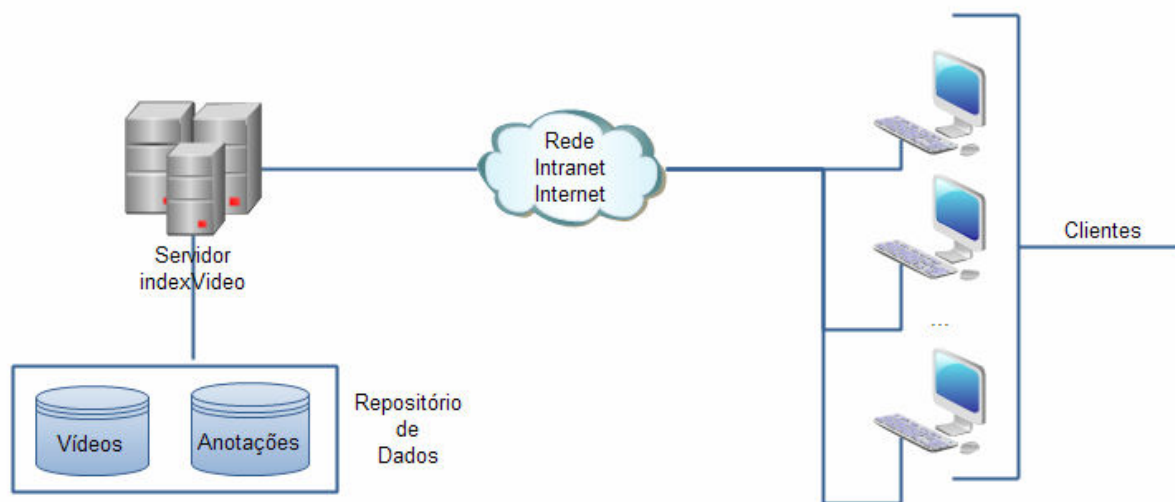 Rede
Intranet
Internet
Servidor
indexVideo
Clientes
...
Vídeos
Anotações
Repositório
de
Dados